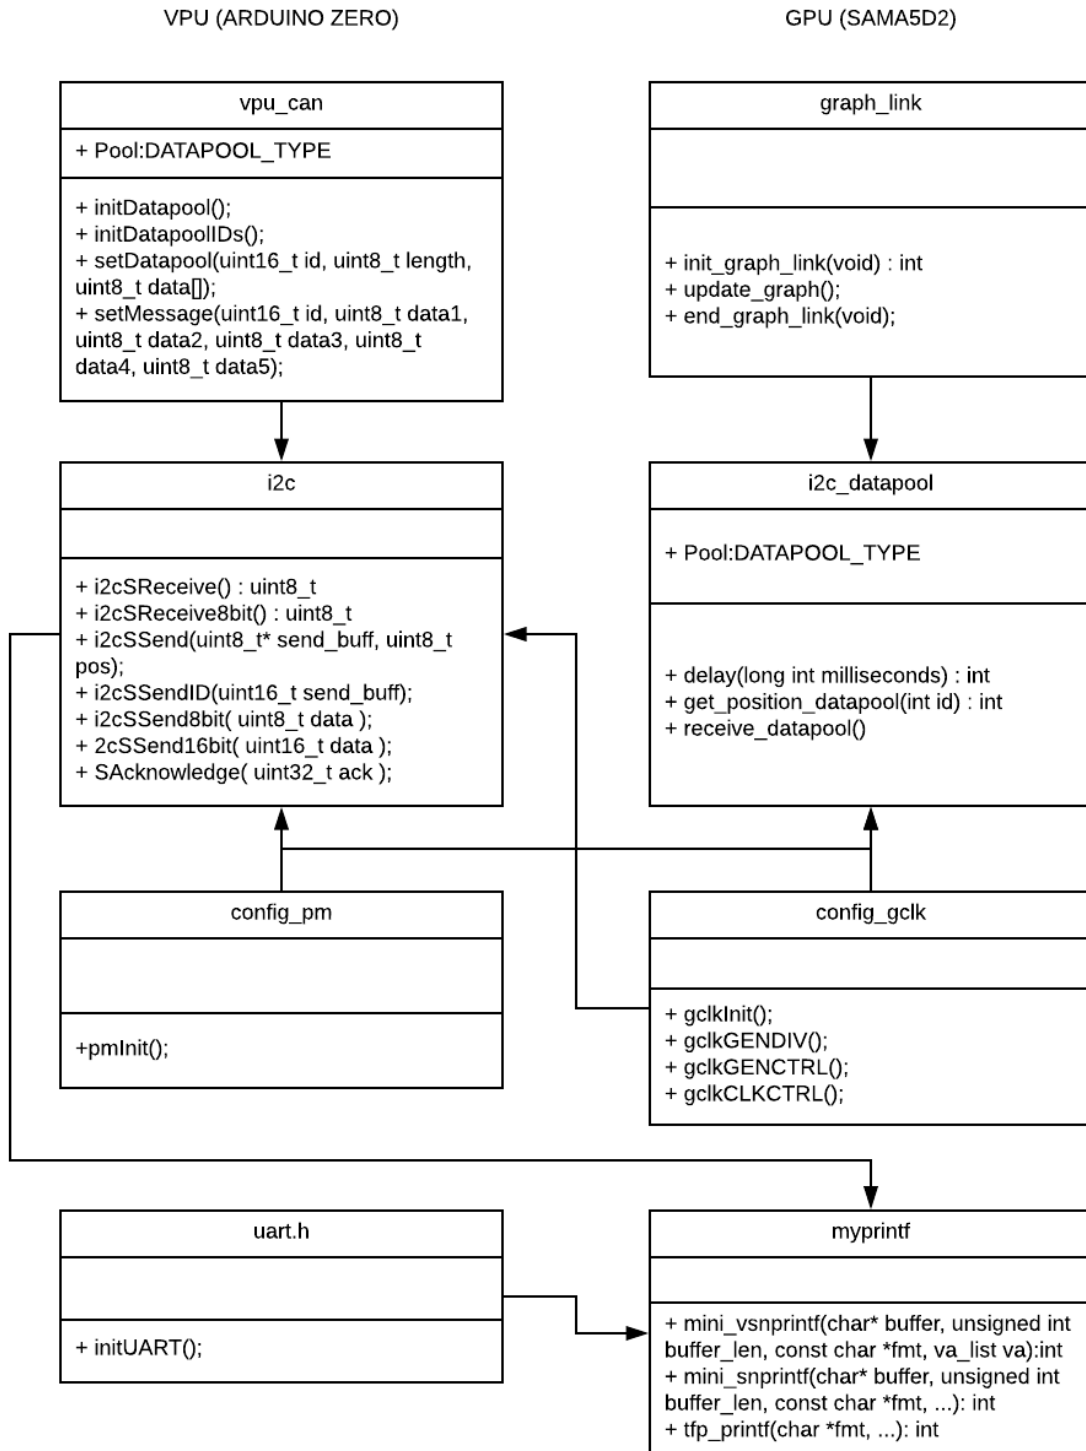 VPU (ARDUINO ZERO)
GPU (SAMA5D2)
vpu_can
+ Pool:DATAPOOL_TYPE
+ initDatapool();
+ initDatapoolIDs();
+ setDatapool(uint16_t id, uint8_t length,
uint8_t data[]);
+ setMessage(uint16_t id, uint8_t data1,
uint8_t data2, uint8_t data3, uint8_t
data4, uint8_t data5);
graph_link
+ init_graph_link(void) : int
+ update_graph();
+ end_graph_link(void);
i2c
+ i2cSReceive() : uint8_t
+ i2cSReceive8bit() : uint8_t
+ i2cSSend(uint8_t* send_buff, uint8_t
pos);
+ i2cSSendID(uint16_t send_buff);
+ i2cSSend8bit( uint8_t data );
+ 2cSSend16bit( uint16_t data );
+ SAcknowledge( uint32_t ack );
i2c_datapool
+ Pool:DATAPOOL_TYPE
+ delay(long int milliseconds) : int
+ get_position_datapool(int id) : int
+ receive_datapool()
config_pm
+pmInit();
config_gclk
+ gclkInit();
+ gclkGENDIV();
+ gclkGENCTRL();
+ gclkCLKCTRL();
uart.h
+ initUART();
myprintf
+ mini_vsnprintf(char* buffer, unsigned int
buffer_len, const char *fmt, va_list va):int
+ mini_snprintf(char* buffer, unsigned int
buffer_len, const char *fmt, ...): int
+ tfp_printf(char *fmt, ...): int